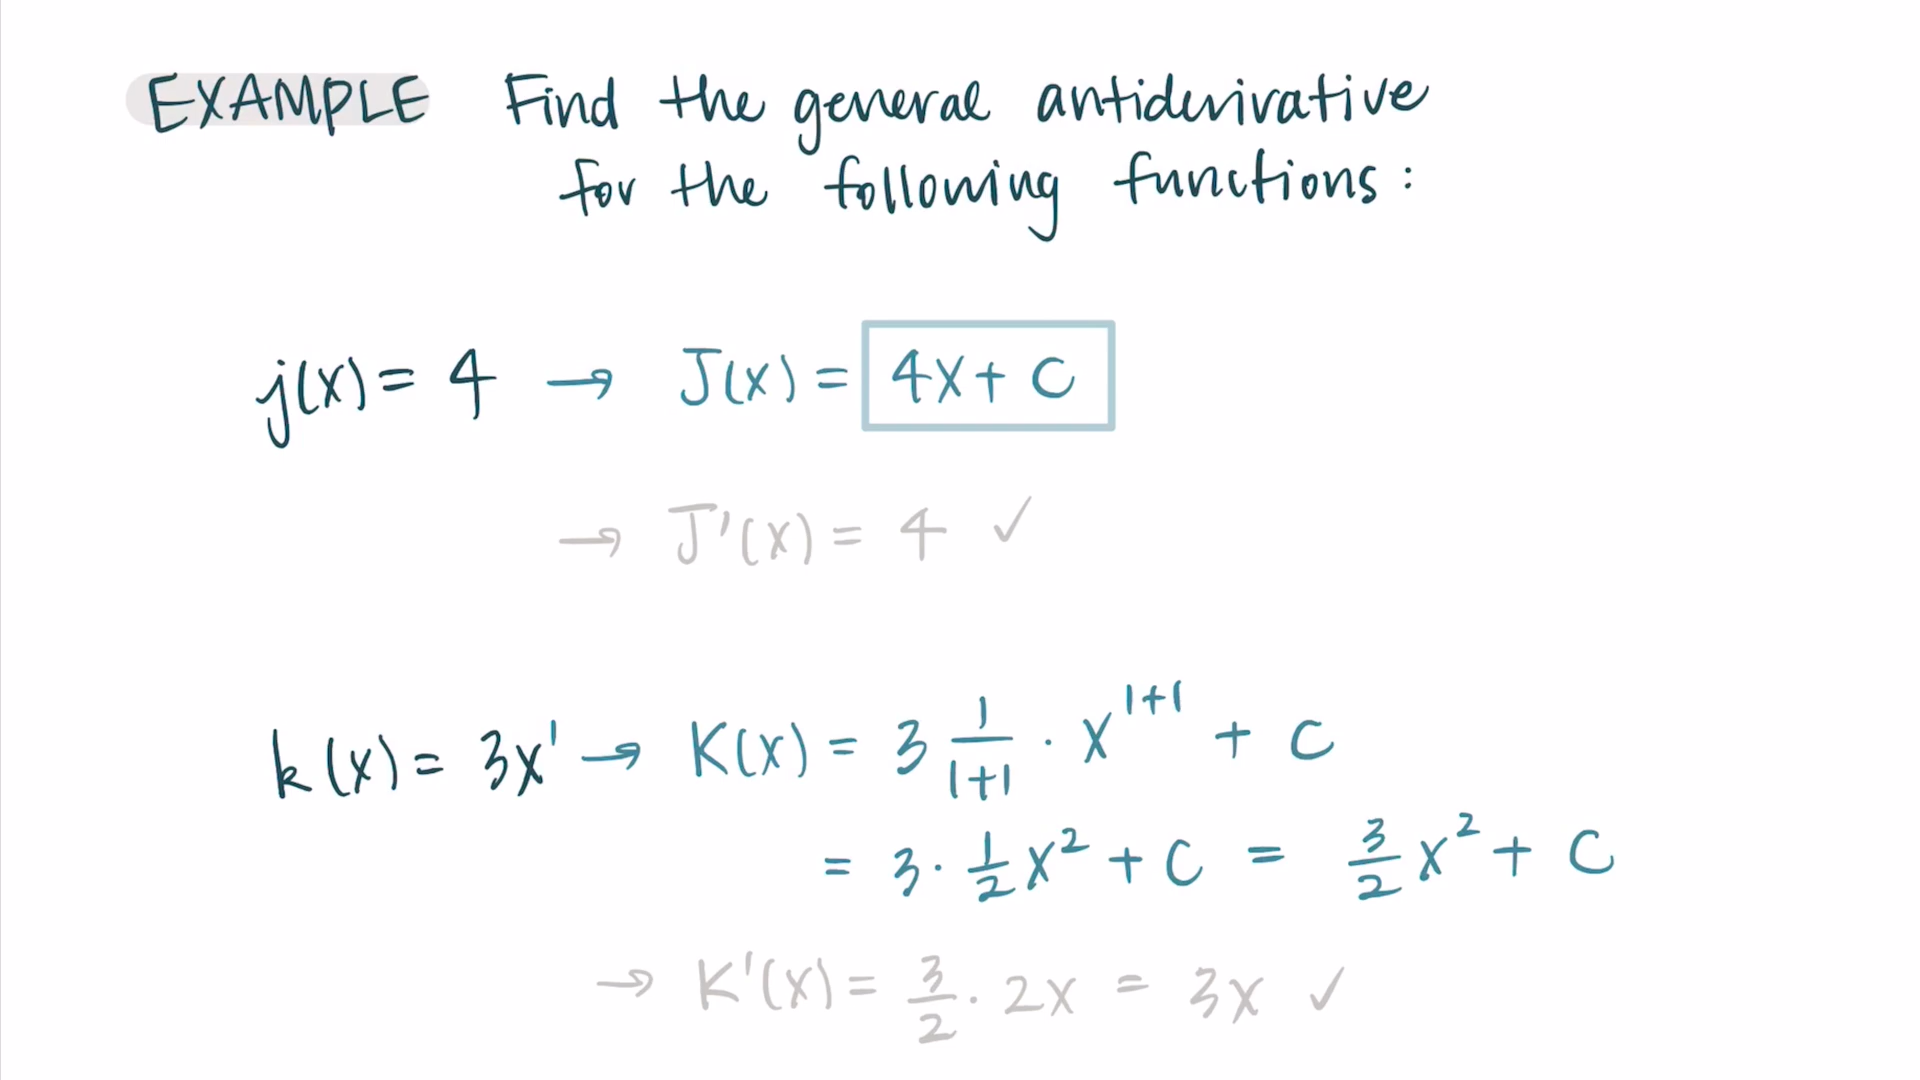 EXAMPLE Find the general antiderivative
for the following functions:
j(x) = 4 → J(x) = 4x + C
→ J'(x) = 4 ✓
k(x) = 3x¹ → K(x) = 3 1/(1+1) · x^(1+1) + C
= 3 · 1/2 x² + C = 3/2 x² + C
→ K'(x) = 3/2 · 2x = 3x ✓